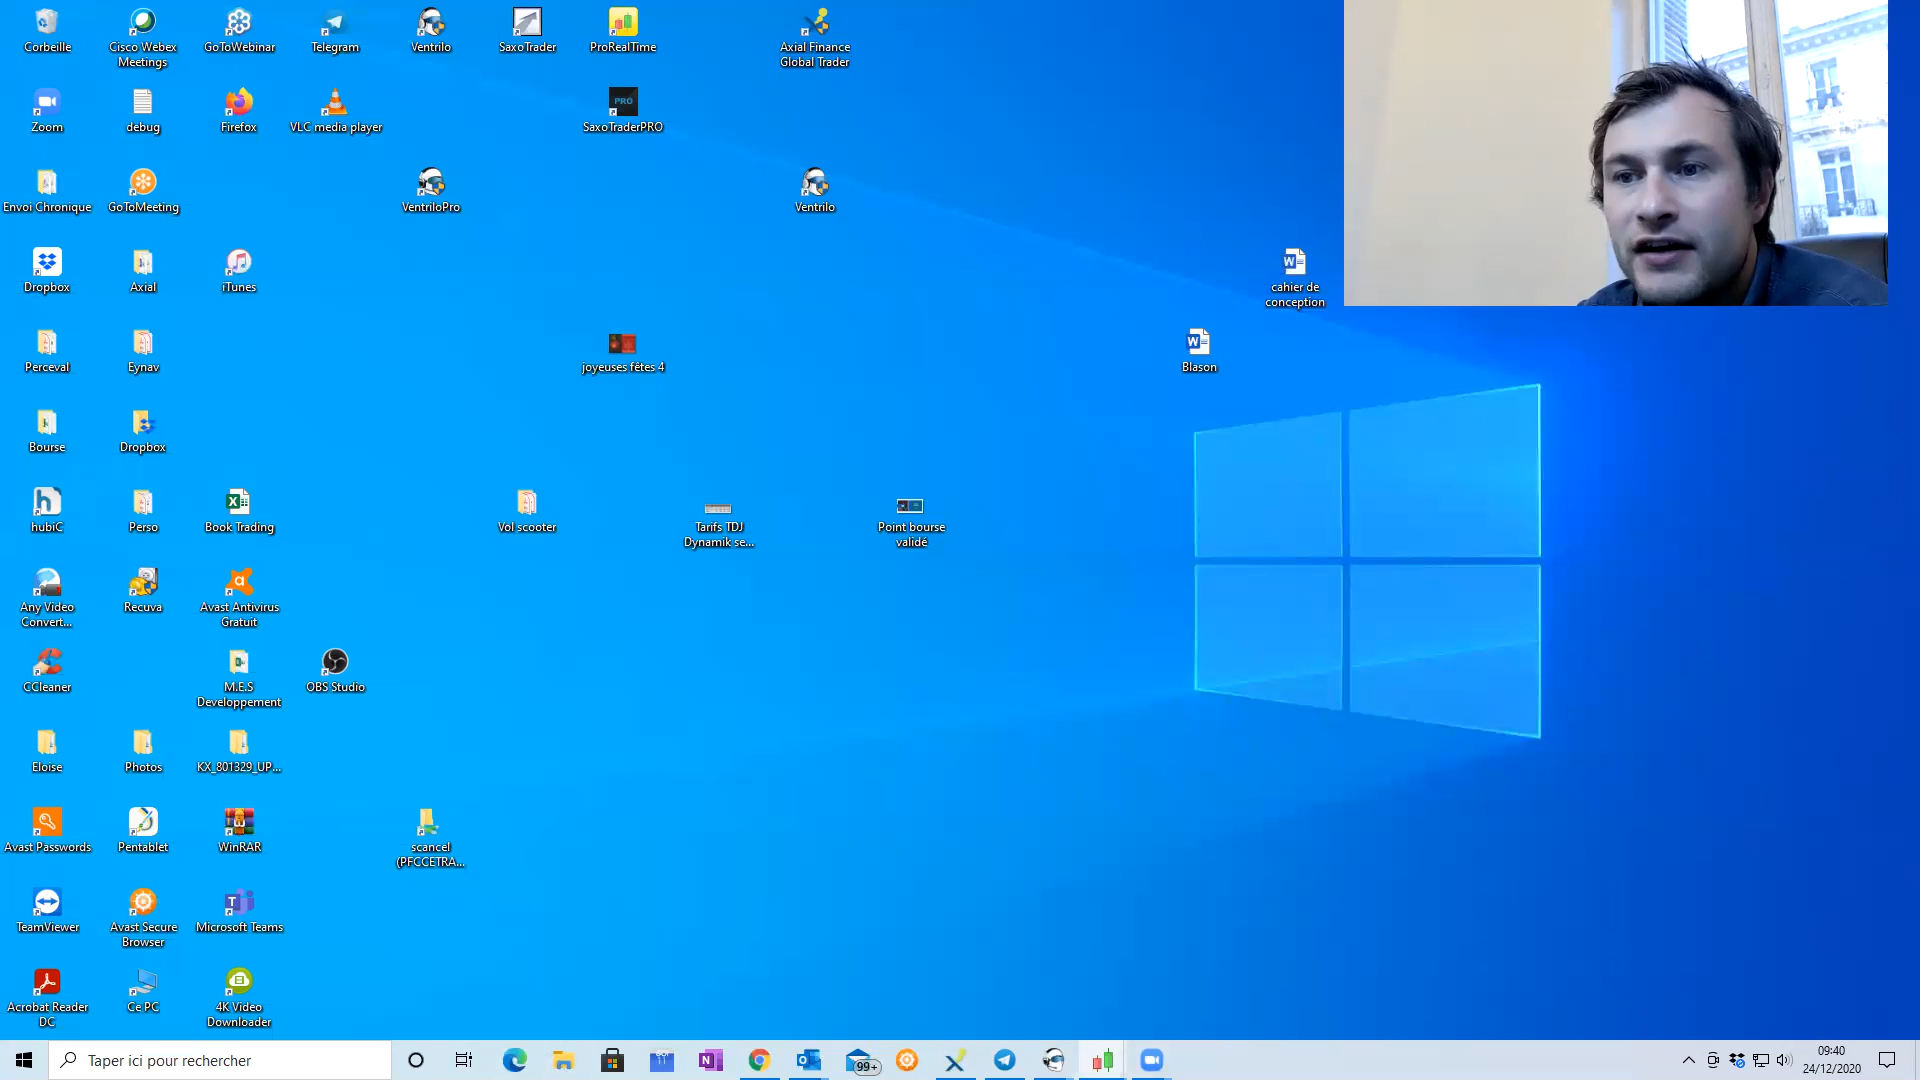 Corbeille
Cisco Webex
Meetings
GoToWebinar
Telegram
Ventrilo
SaxoTrader
ProRealTime
Axial Finance
Global Trader
Zoom
debug
Firefox
VLC media player
PRO
SaxoTraderPRO
Envoi Chronique
GoToMeeting
VentriloPro
Ventrilo
Dropbox
Axial
iTunes
cahier de
conception
Perceval
Eynav
joyeuses fêtes 4
Blason
Bourse
Dropbox
hubiC
Perso
Book Trading
Vol scooter
Tarifs TDJ
Dynamik se...
Point bourse
validé
Any Video
Convert...
Recuva
Avast Antivirus
Gratuit
CCleaner
M.E.S
Developpement
OBS Studio
Eloise
Photos
KX_801329_UP...
Avast Passwords
Pentablet
WinRAR
scancel
(PFCCETRA...
TeamViewer
Avast Secure
Browser
Microsoft Teams
Acrobat Reader
DC
Ce PC
4K Video
Downloader
Taper ici pour rechercher
99+
09:40
24/12/2020